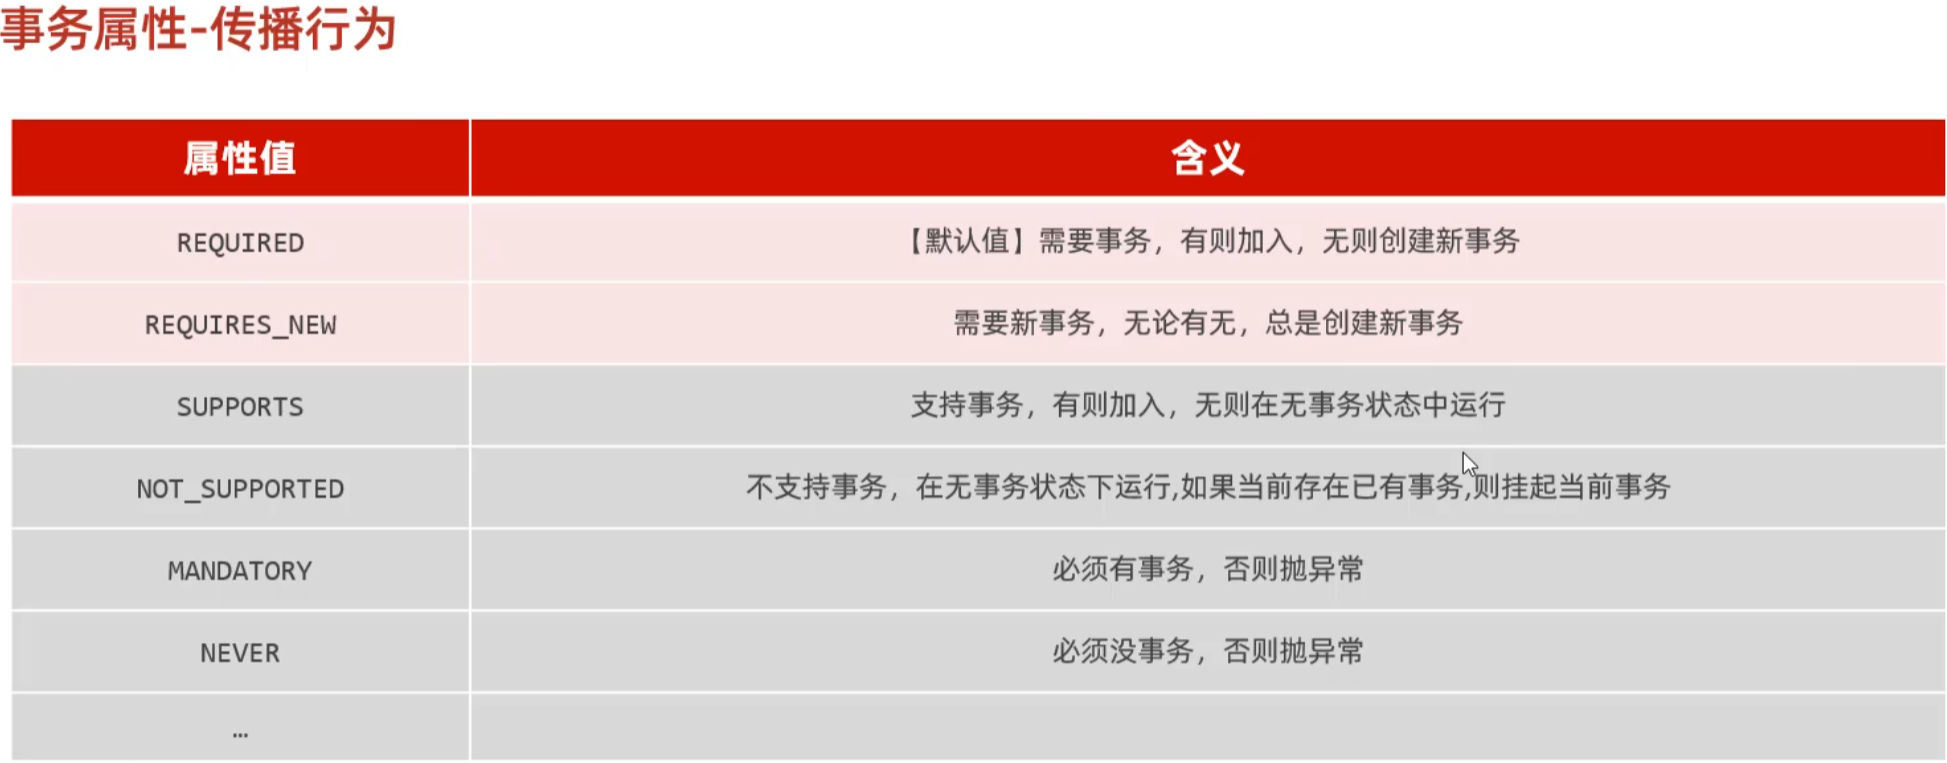 事务属性-传播行为
属性值 含义
REQUIRED 【默认值】需要事务，有则加入，无则创建新事务
REQUIRES_NEW 需要新事务，无论有无，总是创建新事务
SUPPORTS 支持事务，有则加入，无则在无事务状态中运行
NOT_SUPPORTED 不支持事务，在无事务状态下运行,如果当前存在已有事务,则挂起当前事务
MANDATORY 必须有事务，否则抛异常
NEVER 必须没事务，否则抛异常
…